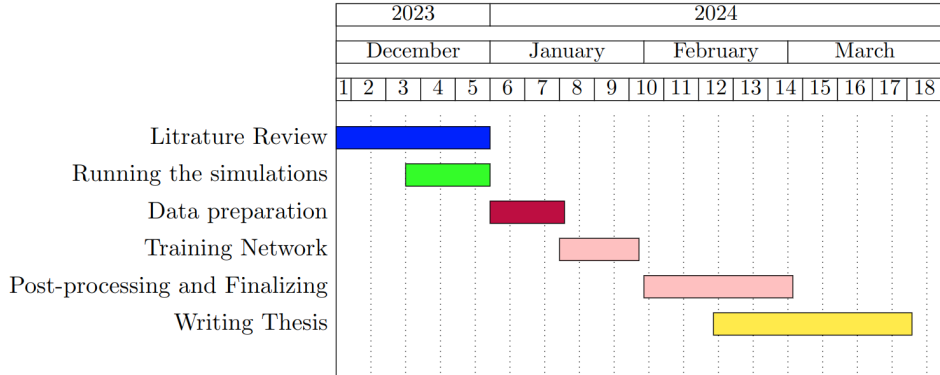 2023 2024
December January February March
1 2 3 4 5 6 7 8 9 10 11 12 13 14 15 16 17 18
Litrature Review
Running the simulations
Data preparation
Training Network
Post-processing and Finalizing
Writing Thesis